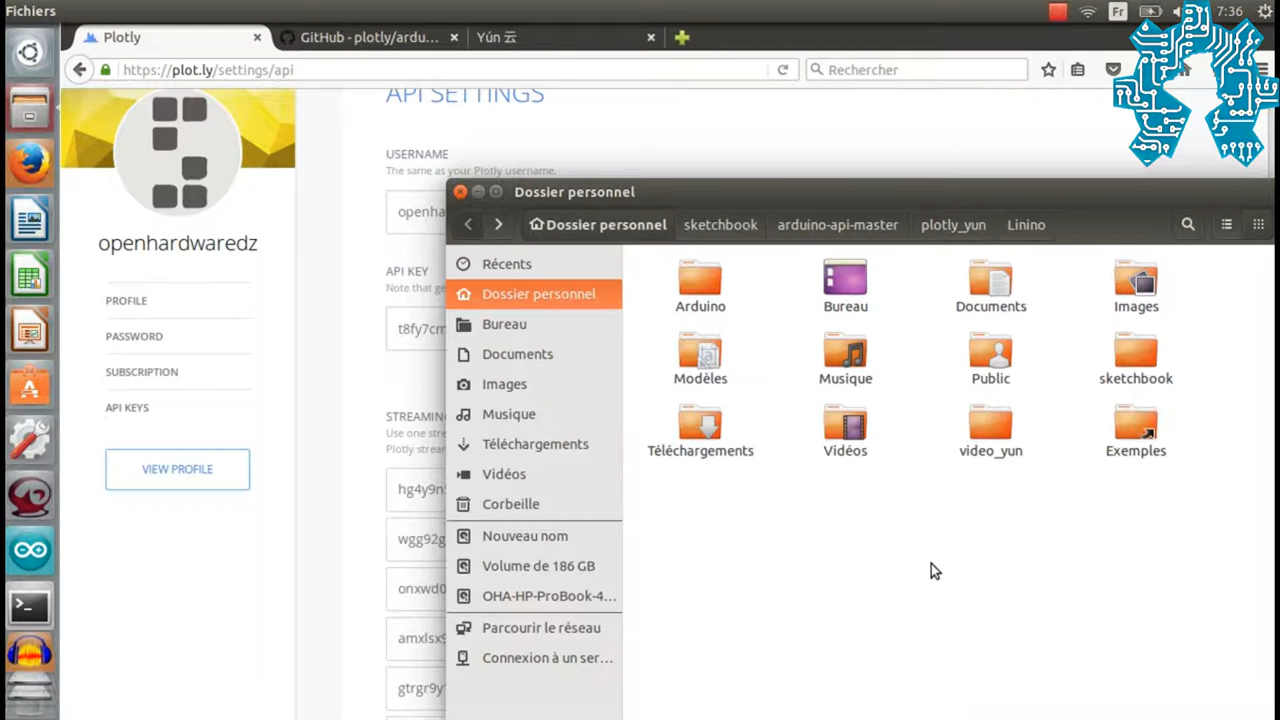 Fichiers
Fr
7:36
Plotly
GitHub - plotly/ardu...
Yún 云
https://plot.ly/settings/api
Rechercher
API SETTINGS
USERNAME
The same as your Plotly username.
openha
API KEY
Note that ge
t8fy7cm
STREAMING
Use one stre
Plotly strear
hg4y9n
wgg92g
onxwd0
amxlsx9
gtrgr9y
openhardwaredz
PROFILE
PASSWORD
SUBSCRIPTION
API KEYS
VIEW PROFILE
Dossier personnel
Dossier personnel
sketchbook
arduino-api-master
plotly_yun
Linino
Récents
Dossier personnel
Bureau
Documents
Images
Musique
Téléchargements
Vidéos
Corbeille
Nouveau nom
Volume de 186 GB
OHA-HP-ProBook-4...
Parcourir le réseau
Connexion à un ser...
Arduino
Bureau
Documents
Images
Modèles
Musique
Public
sketchbook
Téléchargements
Vidéos
video_yun
Exemples